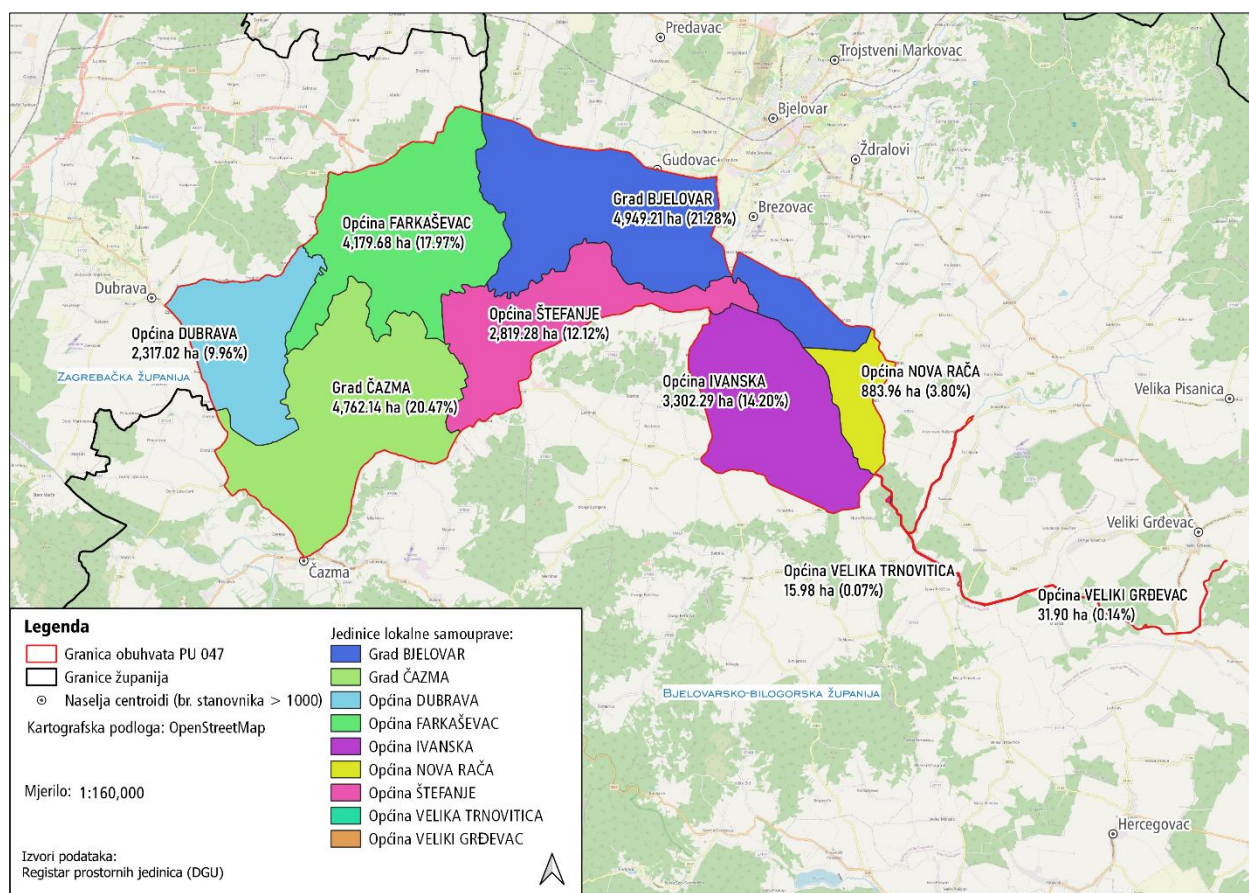 Predavac
Trojstveni Markovac
Bjelovar
Ždralovi
Gudovac
Brezovac
Grad BJELOVAR
4,949.21 ha (21.28%)
Općina FARKAŠEVAC
4,179.68 ha (17.97%)
Dubrava
Općina DUBRAVA
2,317.02 ha (9.96%)
ZAGREBAČKA ŽUPANIJA
Općina ŠTEFANJE
2,819.28 ha (12.12%)
Grad ČAZMA
4,762.14 ha (20.47%)
Općina IVANSKA
3,302.29 ha (14.20%)
Općina NOVA RAČA
883.96 ha (3.80%)
Velika Pisanica
Veliki Grđevac
Čazma
Općina VELIKA TRNOVITICA
15.98 ha (0.07%)
Općina VELIKI GRĐEVAC
31.90 ha (0.14%)
BJELOVARSKO-BILOGORSKA ŽUPANIJA
Hercegovac
Legenda
Granica obuhvata PU 047
Granice županija
Naselja centroidi (br. stanovnika > 1000)
Kartografska podloga: OpenStreetMap
Mjerilo: 1:160,000
Izvori podataka:
Registar prostornih jedinica (DGU)
Jedinice lokalne samouprave:
Grad BJELOVAR
Grad ČAZMA
Općina DUBRAVA
Općina FARKAŠEVAC
Općina IVANSKA
Općina NOVA RAČA
Općina ŠTEFANJE
Općina VELIKA TRNOVITICA
Općina VELIKI GRĐEVAC